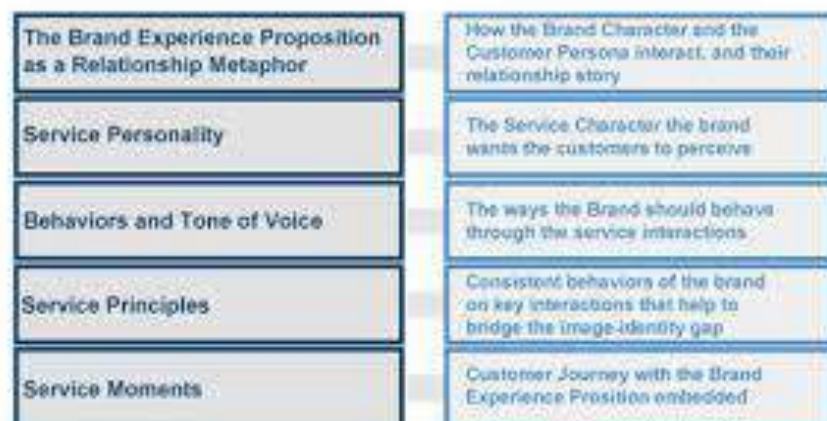 The Brand Experience Proposition
as a Relationship Metaphor
How the Brand Character and the
Customer Persona interact, and their
relationship story
Service Personality
The Service Character the brand
wants the customers to perceive
Behaviors and Tone of Voice
The ways the Brand should behave
through the service interactions
Service Principles
Consistent behaviors of the brand
on key interactions that help to
bridge the image-identity gap
Service Moments
Customer Journey with the Brand
Experience Prosition embedded